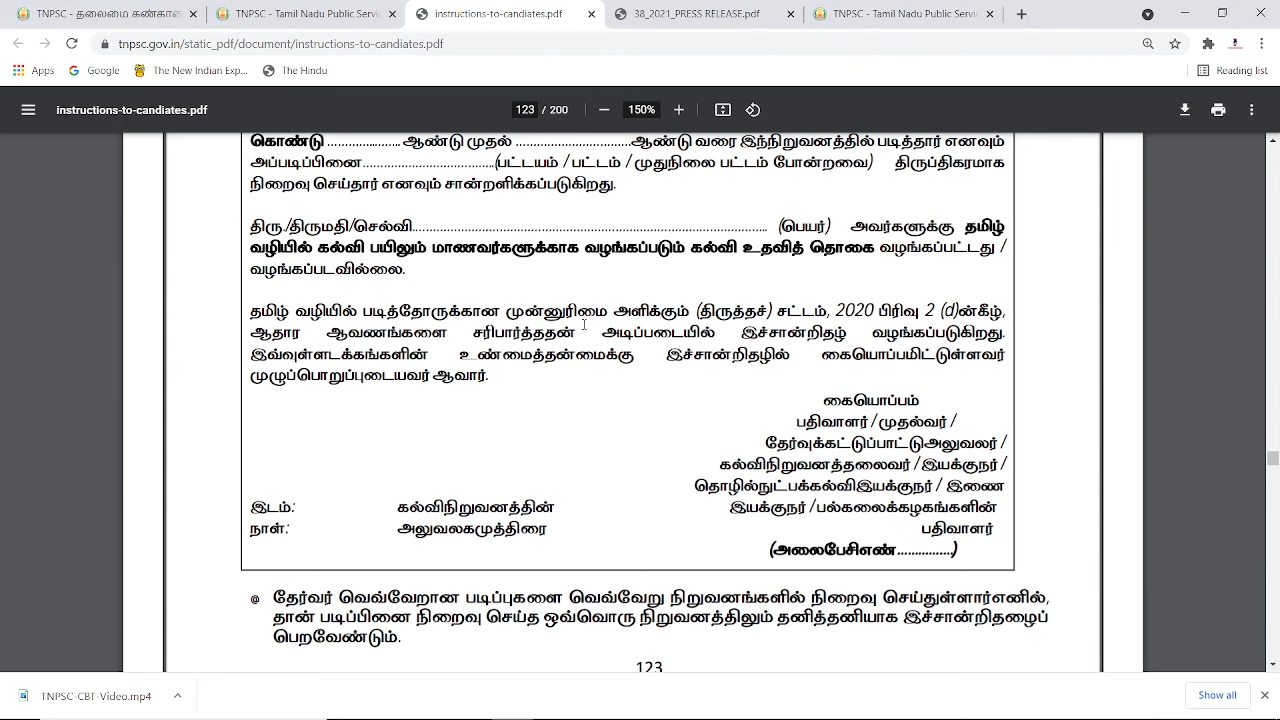 TNPSC - தலைமைக் கண்கா
TNPSC - Tamil Nadu Public Servi
instructions-to-candiates.pdf
38_2021_PRESS RELEASE.pdf
TNPSC - Tamil Nadu Public Servi
tnpsc.gov.in/static_pdf/document/instructions-to-candiates.pdf
Apps
Google
The New Indian Exp...
The Hindu
Reading list
instructions-to-candiates.pdf
123 / 200
150%
கொண்டு .................... ஆண்டு முதல் ...............................ஆண்டு வரை இந்நிறுவனத்தில் படித்தார் எனவும்
அப்படிப்பினை....................................(பட்டயம் / பட்டம் / முதுநிலை பட்டம் போன்றவை) திருப்திகரமாக
நிறைவு செய்தார் எனவும் சான்றளிக்கப்படுகிறது.
திரு./திருமதி/செல்வி................................................................................................ (பெயர்) அவர்களுக்கு தமிழ்
வழியில் கல்வி பயிலும் மாணவர்களுக்காக வழங்கப்படும் கல்வி உதவித் தொகை வழங்கப்பட்டது /
வழங்கப்படவில்லை.
தமிழ் வழியில் படித்தோருக்கான முன்னுரிமை அளிக்கும் (திருத்தச்) சட்டம், 2020 பிரிவு 2 (d)ன்கீழ்,
ஆதார ஆவணங்களை சரிபார்த்ததன் அடிப்படையில் இச்சான்றிதழ் வழங்கப்படுகிறது.
இவ்வுள்ளடக்கங்களின் உண்மைத்தன்மைக்கு இச்சான்றிதழில் கையொப்பமிட்டுள்ளவர்
முழுப்பொறுப்புடையவர் ஆவார்.
கையொப்பம்
பதிவாளர் / முதல்வர் /
தேர்வுக்கட்டுப்பாட்டுஅலுவலர் /
கல்விநிறுவனத்தலைவர் / இயக்குநர் /
தொழில்நுட்பக்கல்விஇயக்குநர் / இணை
இடம்: கல்விநிறுவனத்தின் இயக்குநர் / பல்கலைக்கழகங்களின்
நாள்: அலுவலகமுத்திரை பதிவாளர்
(அலைபேசிஎண்...............)
@ தேர்வர் வெவ்வேறான படிப்புகளை வெவ்வேறு நிறுவனங்களில் நிறைவு செய்துள்ளார்எனில்,
தான் படிப்பினை நிறைவு செய்த ஒவ்வொரு நிறுவனத்திலும் தனித்தனியாக இச்சான்றிதழைப்
பெறவேண்டும்.
123
TNPSC-CBT-Video.mp4
Show all